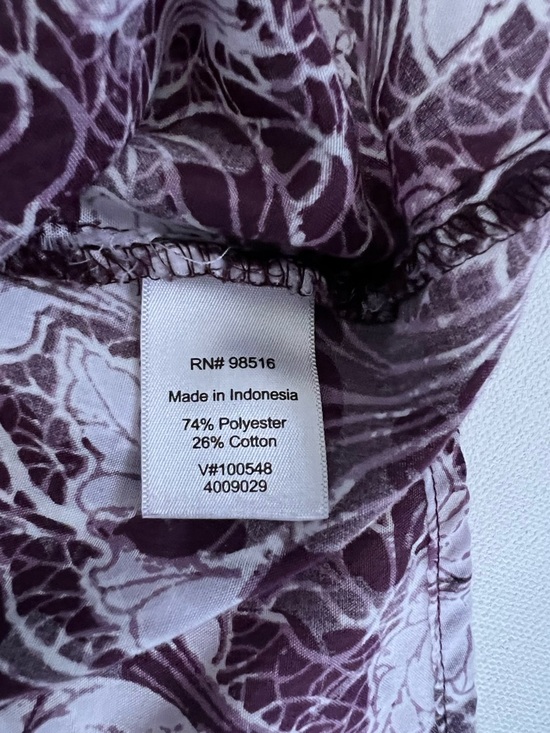 RN# 98516
Made in Indonesia
74% Polyester
26% Cotton
V#100548
4009029